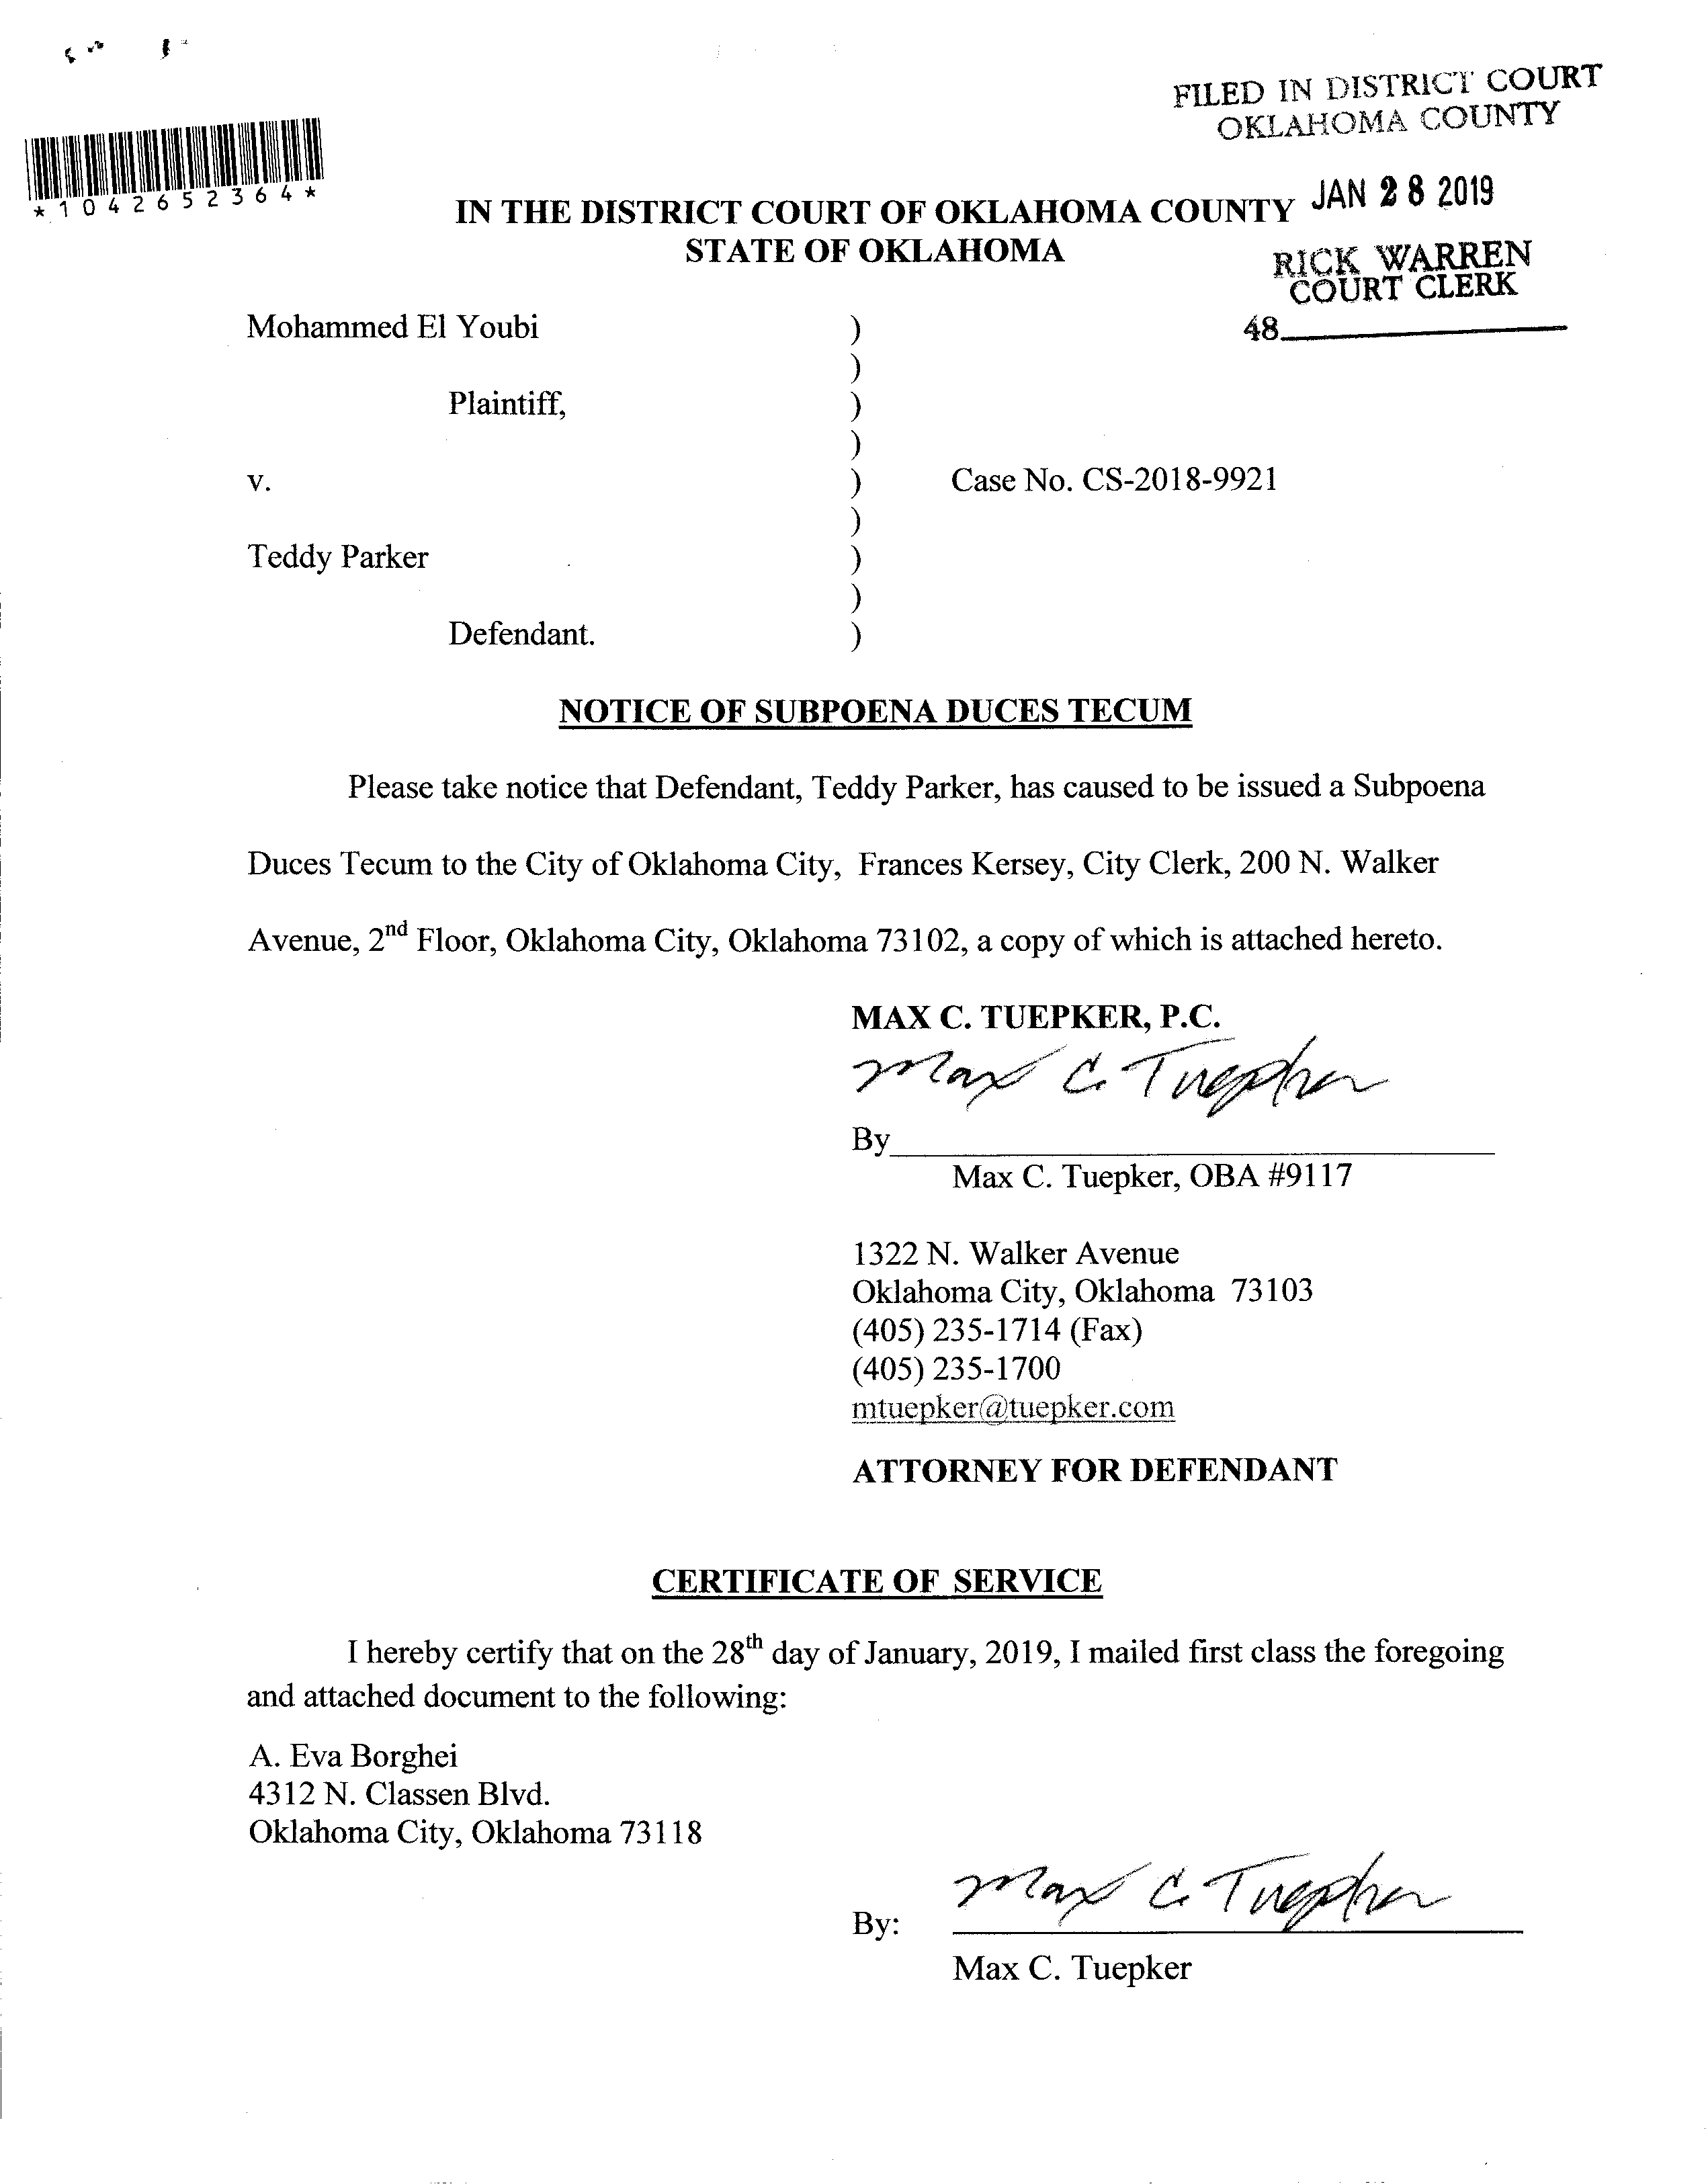 FILED IN DISTRICT COURT
OKLAHOMA COUNTY
*1042652364*
JAN 28 2019
IN THE DISTRICT COURT OF OKLAHOMA COUNTY
STATE OF OKLAHOMA
RICK WARREN
COURT CLERK
48
Mohammed El Youbi )
)
Plaintiff, )
)
v. ) Case No. CS-2018-9921
)
Teddy Parker )
)
Defendant. )
NOTICE OF SUBPOENA DUCES TECUM
Please take notice that Defendant, Teddy Parker, has caused to be issued a Subpoena
Duces Tecum to the City of Oklahoma City, Frances Kersey, City Clerk, 200 N. Walker
Avenue, 2nd Floor, Oklahoma City, Oklahoma 73102, a copy of which is attached hereto.
MAX C. TUEPKER, P.C.
Max C. Tuepker
By
Max C. Tuepker, OBA #9117
1322 N. Walker Avenue
Oklahoma City, Oklahoma 73103
(405) 235-1714 (Fax)
(405) 235-1700
mtuepker@tuepker.com
ATTORNEY FOR DEFENDANT
CERTIFICATE OF SERVICE
I hereby certify that on the 28th day of January, 2019, I mailed first class the foregoing
and attached document to the following:
A. Eva Borghei
4312 N. Classen Blvd.
Oklahoma City, Oklahoma 73118
Max C. Tuepker
By:
Max C. Tuepker